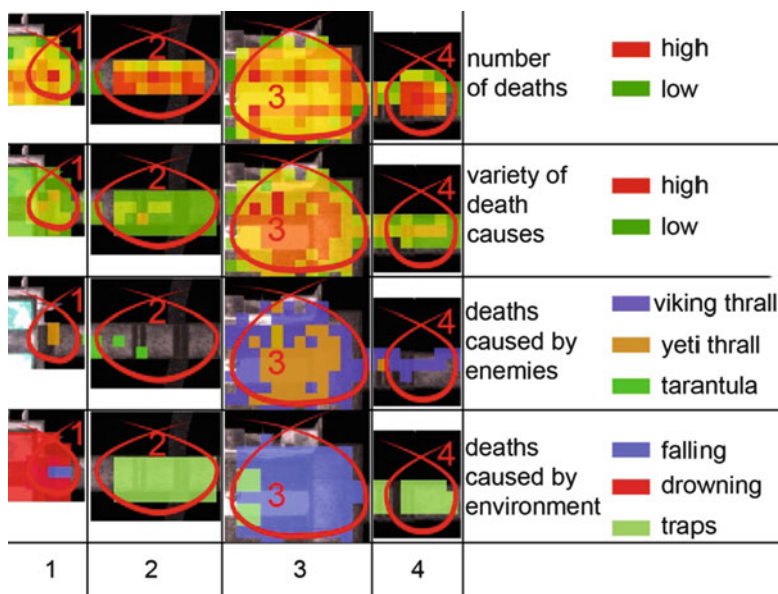 1 2 3 4 number of deaths high low
1 2 3 4 variety of death causes high low
1 2 3 4 deaths caused by enemies viking thrall yeti thrall tarantula
1 2 3 4 deaths caused by environment falling drowning traps
1 2 3 4